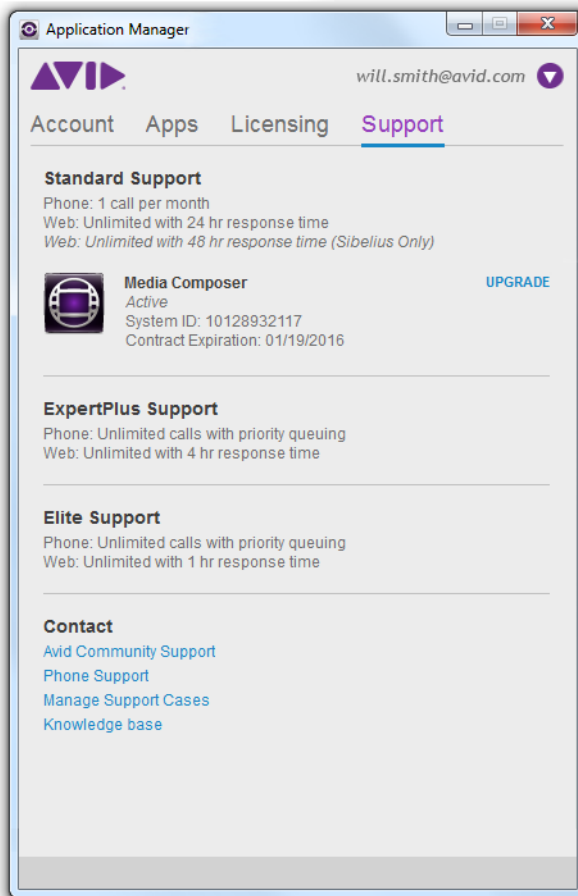 Application Manager
AVID
will.smith@avid.com
Account Apps Licensing Support
Standard Support
Phone: 1 call per month
Web: Unlimited with 24 hr response time
Web: Unlimited with 48 hr response time (Sibelius Only)
Media Composer UPGRADE
Active
System ID: 10128932117
Contract Expiration: 01/19/2016
ExpertPlus Support
Phone: Unlimited calls with priority queuing
Web: Unlimited with 4 hr response time
Elite Support
Phone: Unlimited calls with priority queuing
Web: Unlimited with 1 hr response time
Contact
Avid Community Support
Phone Support
Manage Support Cases
Knowledge base